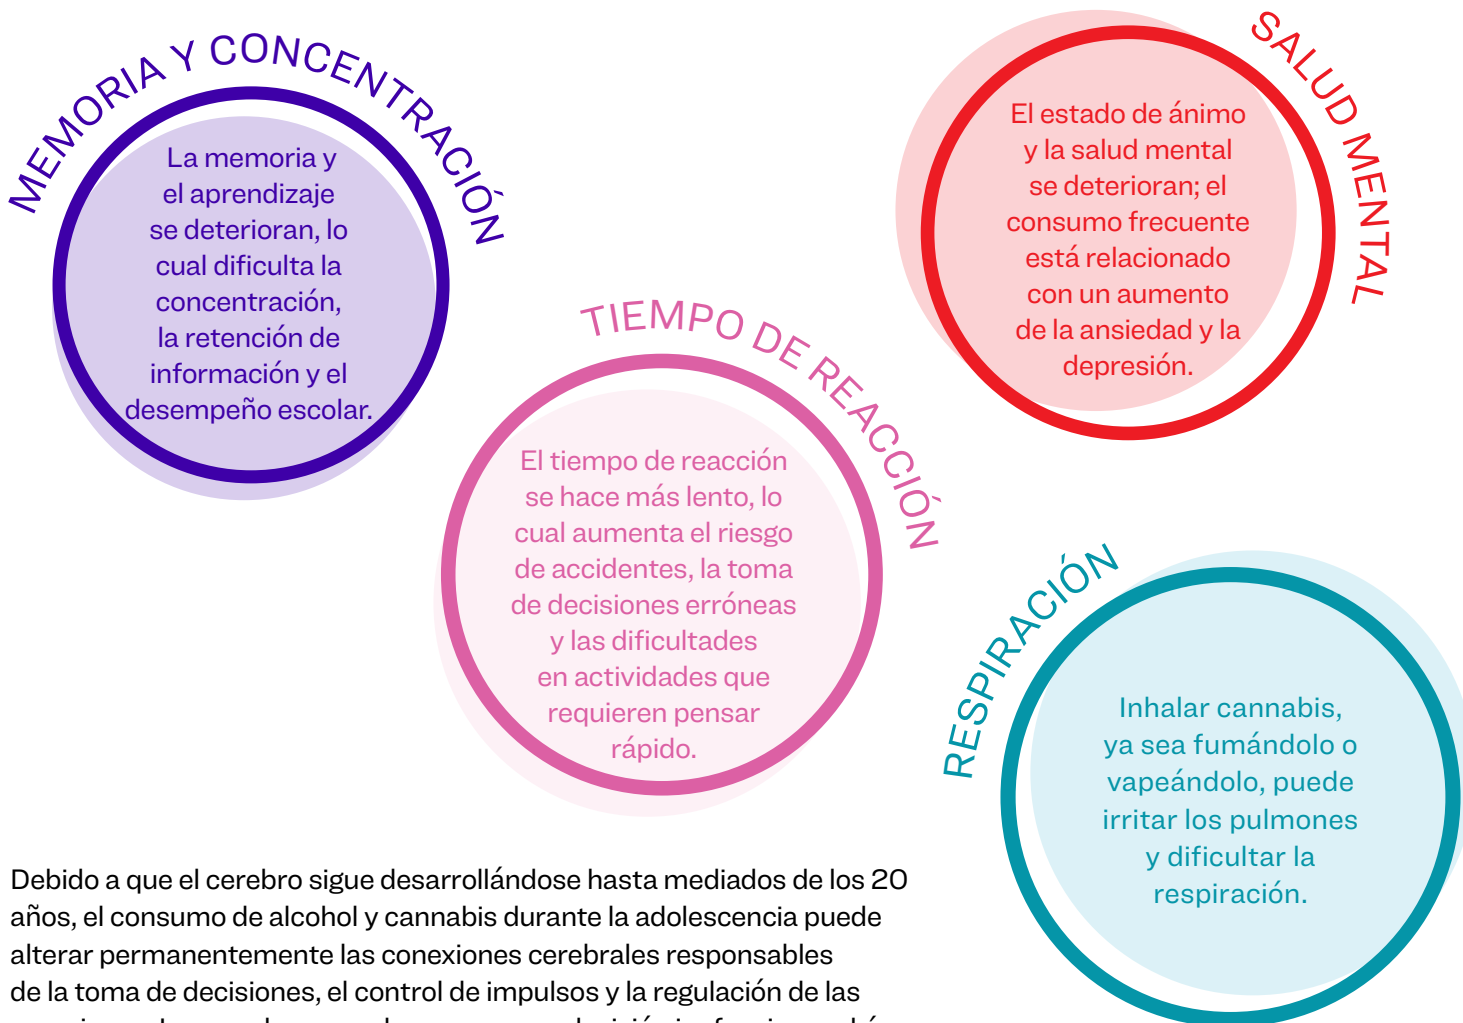 MEMORIA Y CONCENTRACIÓN
La memoria y
el aprendizaje
se deterioran, lo
cual dificulta la
concentración,
la retención de
información y el
desempeño escolar.
SALUD MENTAL
El estado de ánimo
y la salud mental
se deterioran; el
consumo frecuente
está relacionado
con un aumento
de la ansiedad y la
depresión.
TIEMPO DE REACCIÓN
El tiempo de reacción
se hace más lento, lo
cual aumenta el riesgo
de accidentes, la toma
de decisiones erróneas
y las dificultades
en actividades que
requieren pensar
rápido.
RESPIRACIÓN
Inhalar cannabis,
ya sea fumándolo o
vapeándolo, puede
irritar los pulmones
y dificultar la
respiración.
Debido a que el cerebro sigue desarrollándose hasta mediados de los 20
años, el consumo de alcohol y cannabis durante la adolescencia puede
alterar permanentemente las conexiones cerebrales responsables
de la toma de decisiones, el control de impulsos y la regulación de las